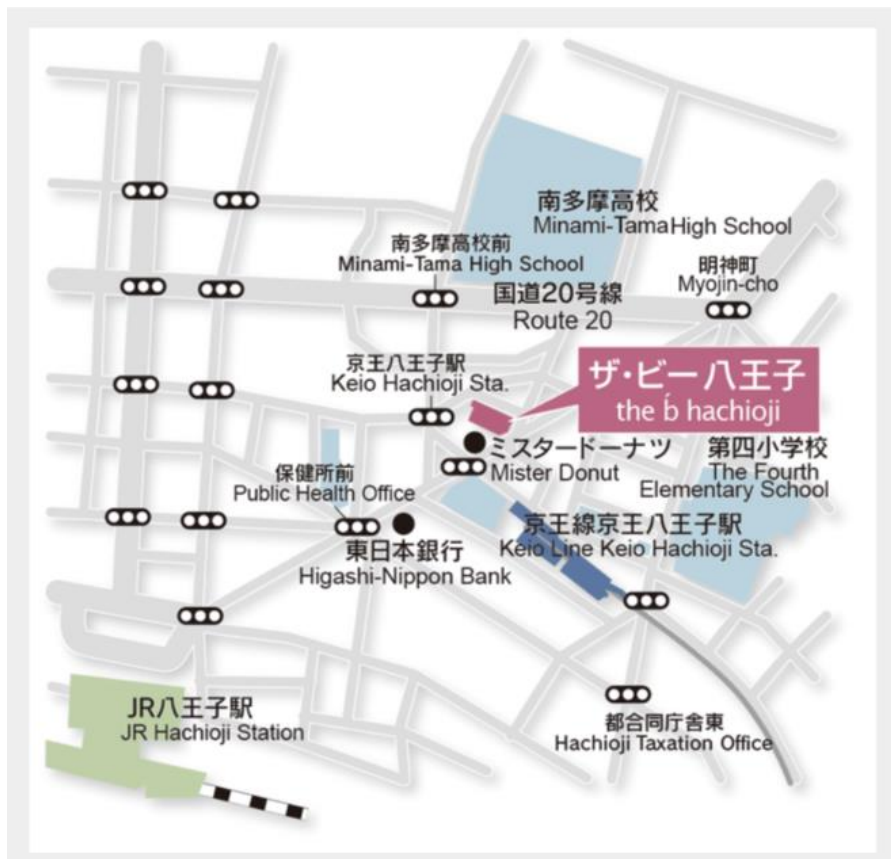 南多摩高校
Minami-Tama High School
南多摩高校前
Minami-Tama High School
明神町
Myojin-cho
国道20号線
Route 20
京王八王子駅
Keio Hachioji Sta.
ザ・ビー 八王子
the b́ hachioji
ミスタードーナツ
Mister Donut
第四小学校
The Fourth
Elementary School
保健所前
Public Health Office
京王線京王八王子駅
Keio Line Keio Hachioji Sta.
東日本銀行
Higashi-Nippon Bank
JR八王子駅
JR Hachioji Station
都合同庁舎東
Hachioji Taxation Office